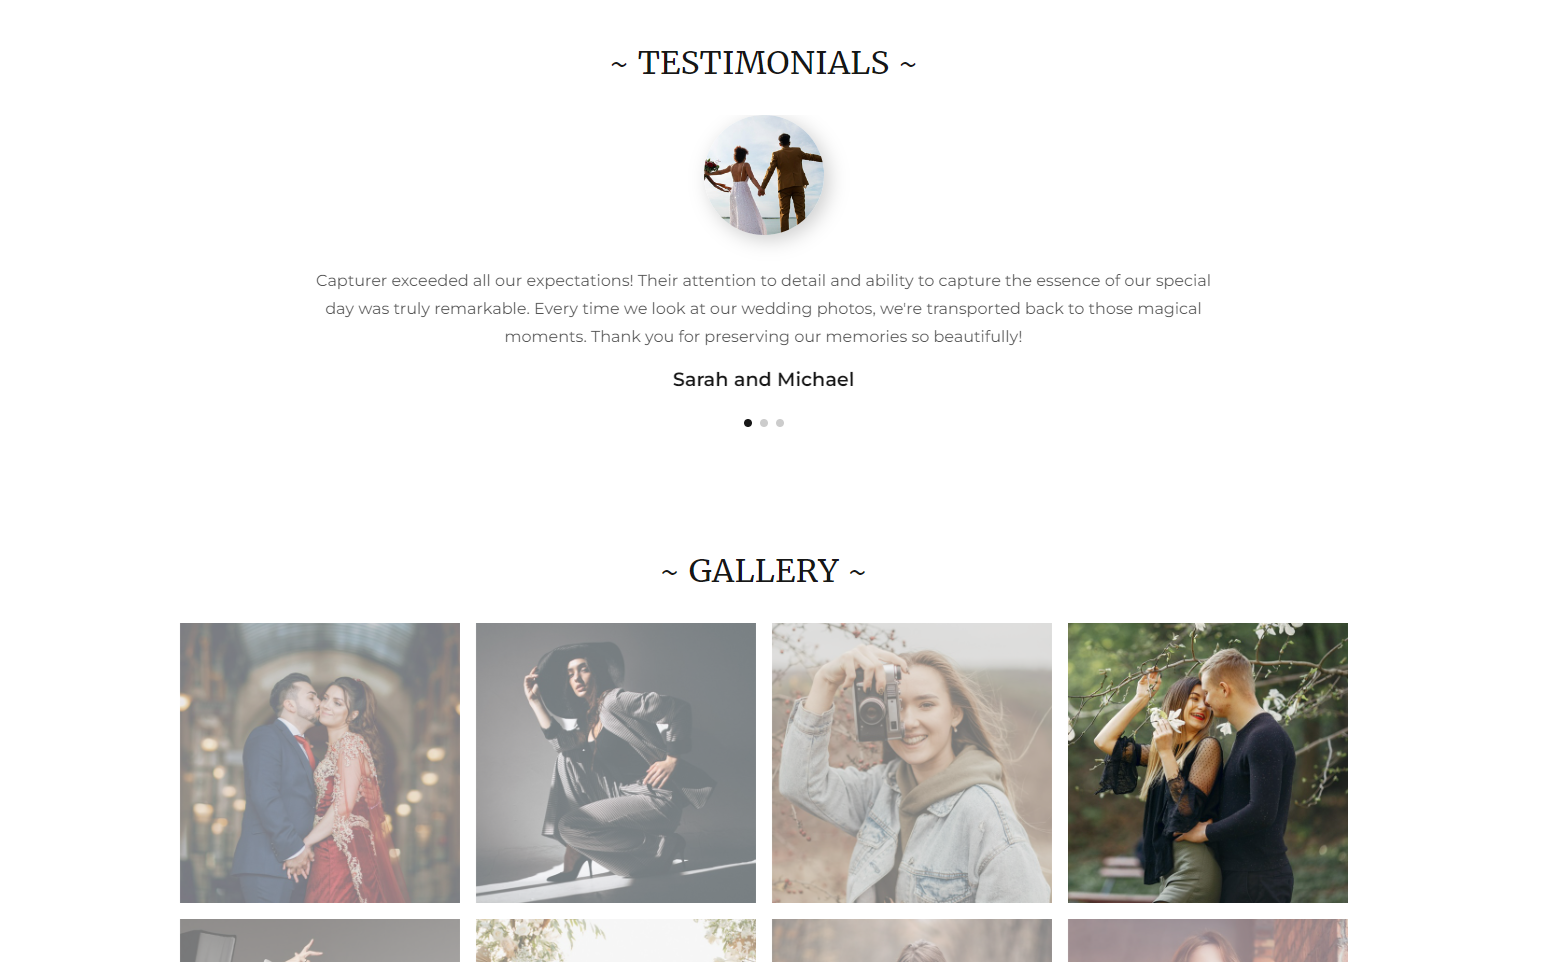 ~ TESTIMONIALS ~
Capturer exceeded all our expectations! Their attention to detail and ability to capture the essence of our special
day was truly remarkable. Every time we look at our wedding photos, we're transported back to those magical
moments. Thank you for preserving our memories so beautifully!
Sarah and Michael
~ GALLERY ~